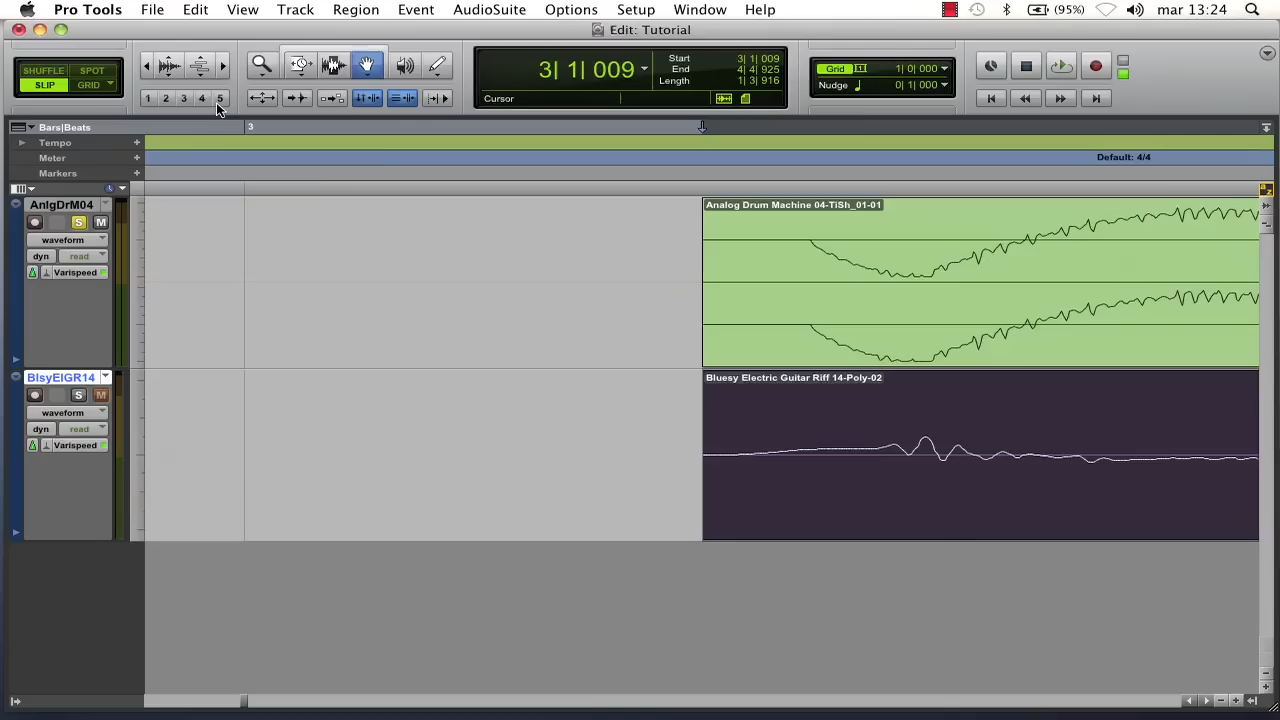 Pro Tools File Edit View Track Region Event AudioSuite Options Setup Window Help (95%) mar 13:24
Edit: Tutorial
SHUFFLE SPOT
SLIP GRID
1 2 3 4 5
3| 1| 009
Start 3| 1| 009
End 4| 4| 925
Length 1| 3| 916
Cursor
Grid 1| 0| 000
Nudge 0| 1| 000
Bars|Beats 3
Tempo
Meter Default: 4/4
Markers
AnlgDrM04
S M
waveform
dyn read
Varispeed
Analog Drum Machine 04-TiSh_01-01
BlsyElGR14
S M
waveform
dyn read
Varispeed
Bluesy Electric Guitar Riff 14-Poly-02